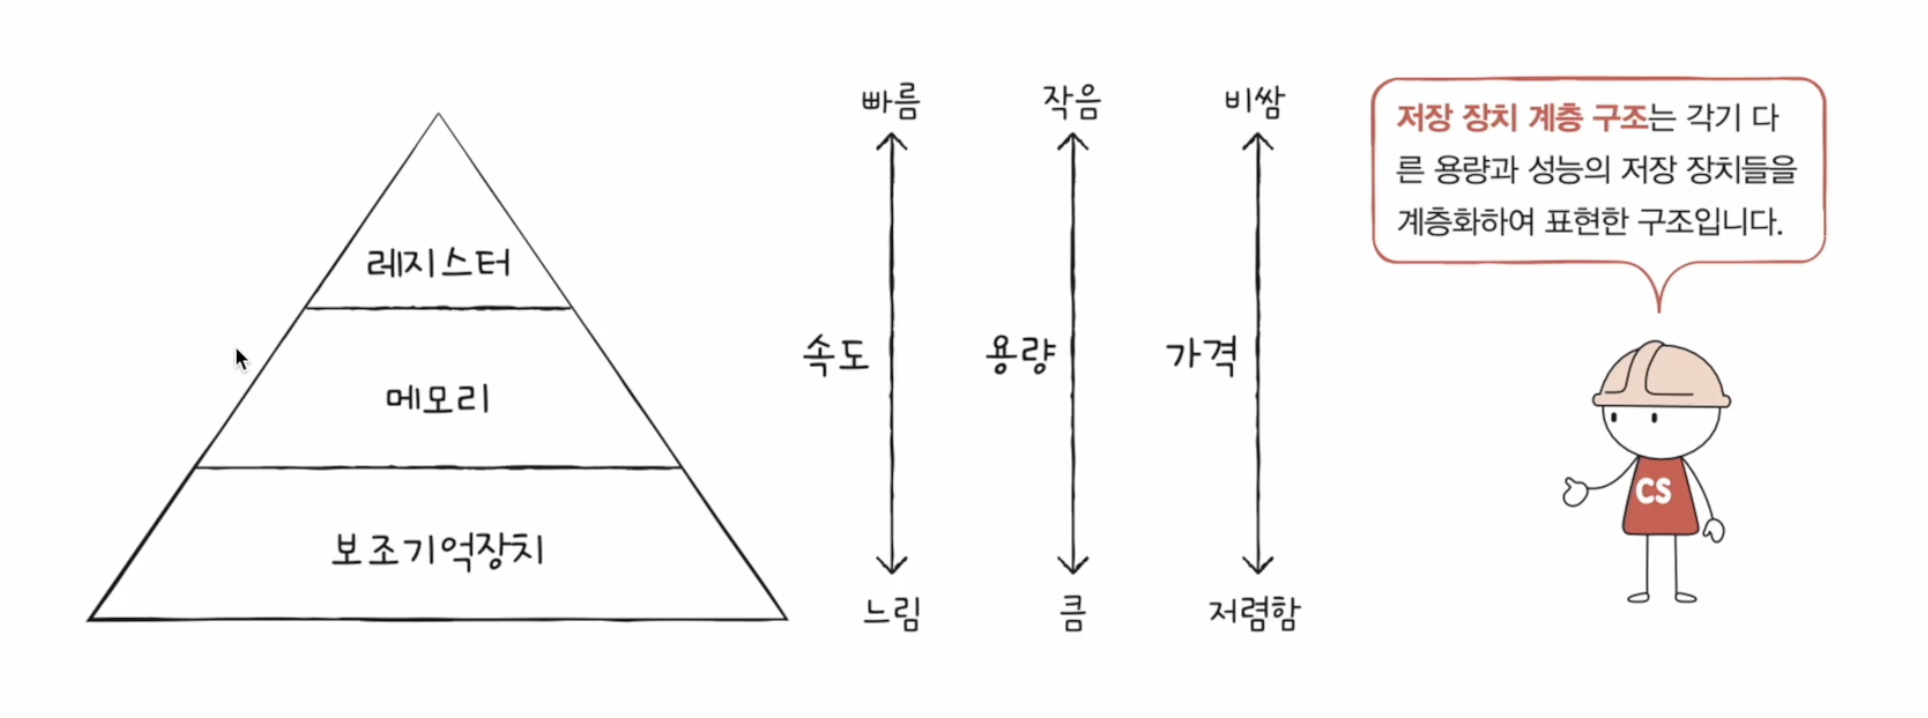 레지스터
메모리
보조기억장치
빠름
속도
느림
작음
용량
큼
비쌈
가격
저렴함
저장 장치 계층 구조는 각기 다
른 용량과 성능의 저장 장치들을
계층화하여 표현한 구조입니다.
CS